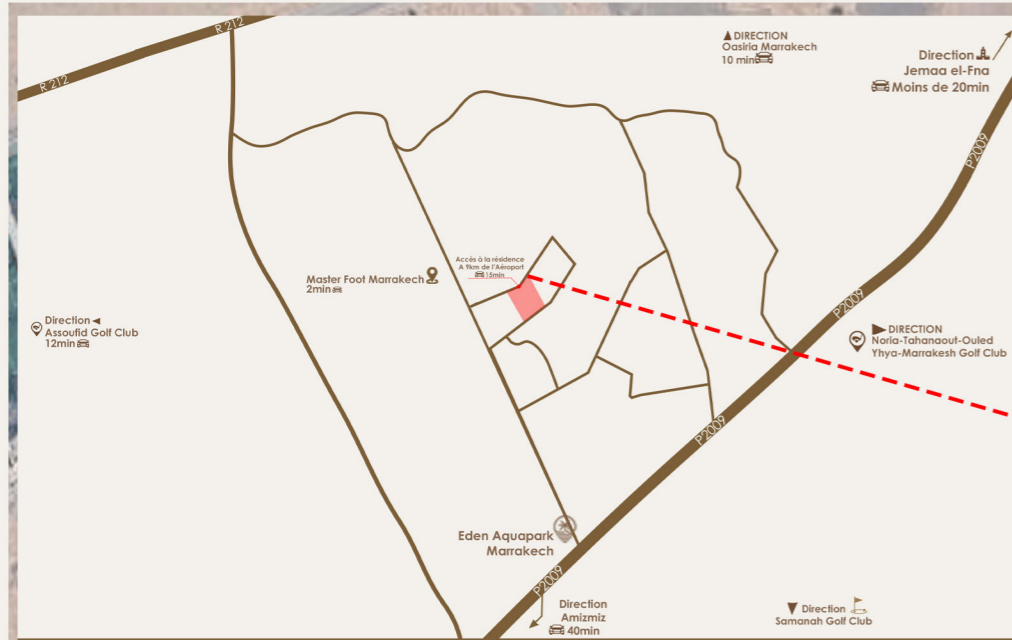 R 212
R 212
DIRECTION
Oasiria Marrakech
10 min
Direction
Jemaa el-Fna
Moins de 20min
P2009
Accés à la résidence
A 9km de l'Aéroport
15min
Master Foot Marrakech
2min
Direction
Assoufid Golf Club
12min
P2009
DIRECTION
Noria-Tahanaout-Ouled
Yhya-Marrakesh Golf Club
P2009
Eden Aquapark
Marrakech
P2009
Direction
Amizmiz
40min
Direction
Samanah Golf Club